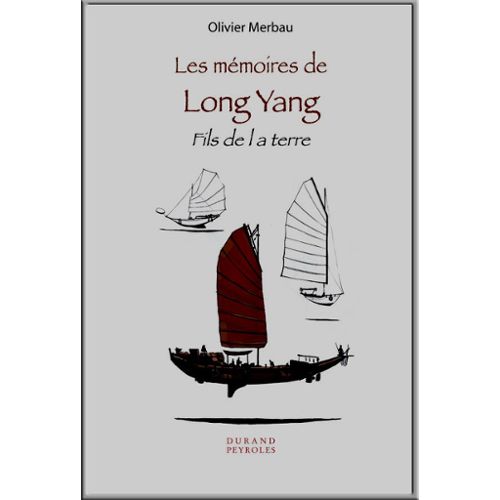 Olivier Merbau
Les mémoires de
Long Yang
Fils de l a terre
DURAND
PEYROLES